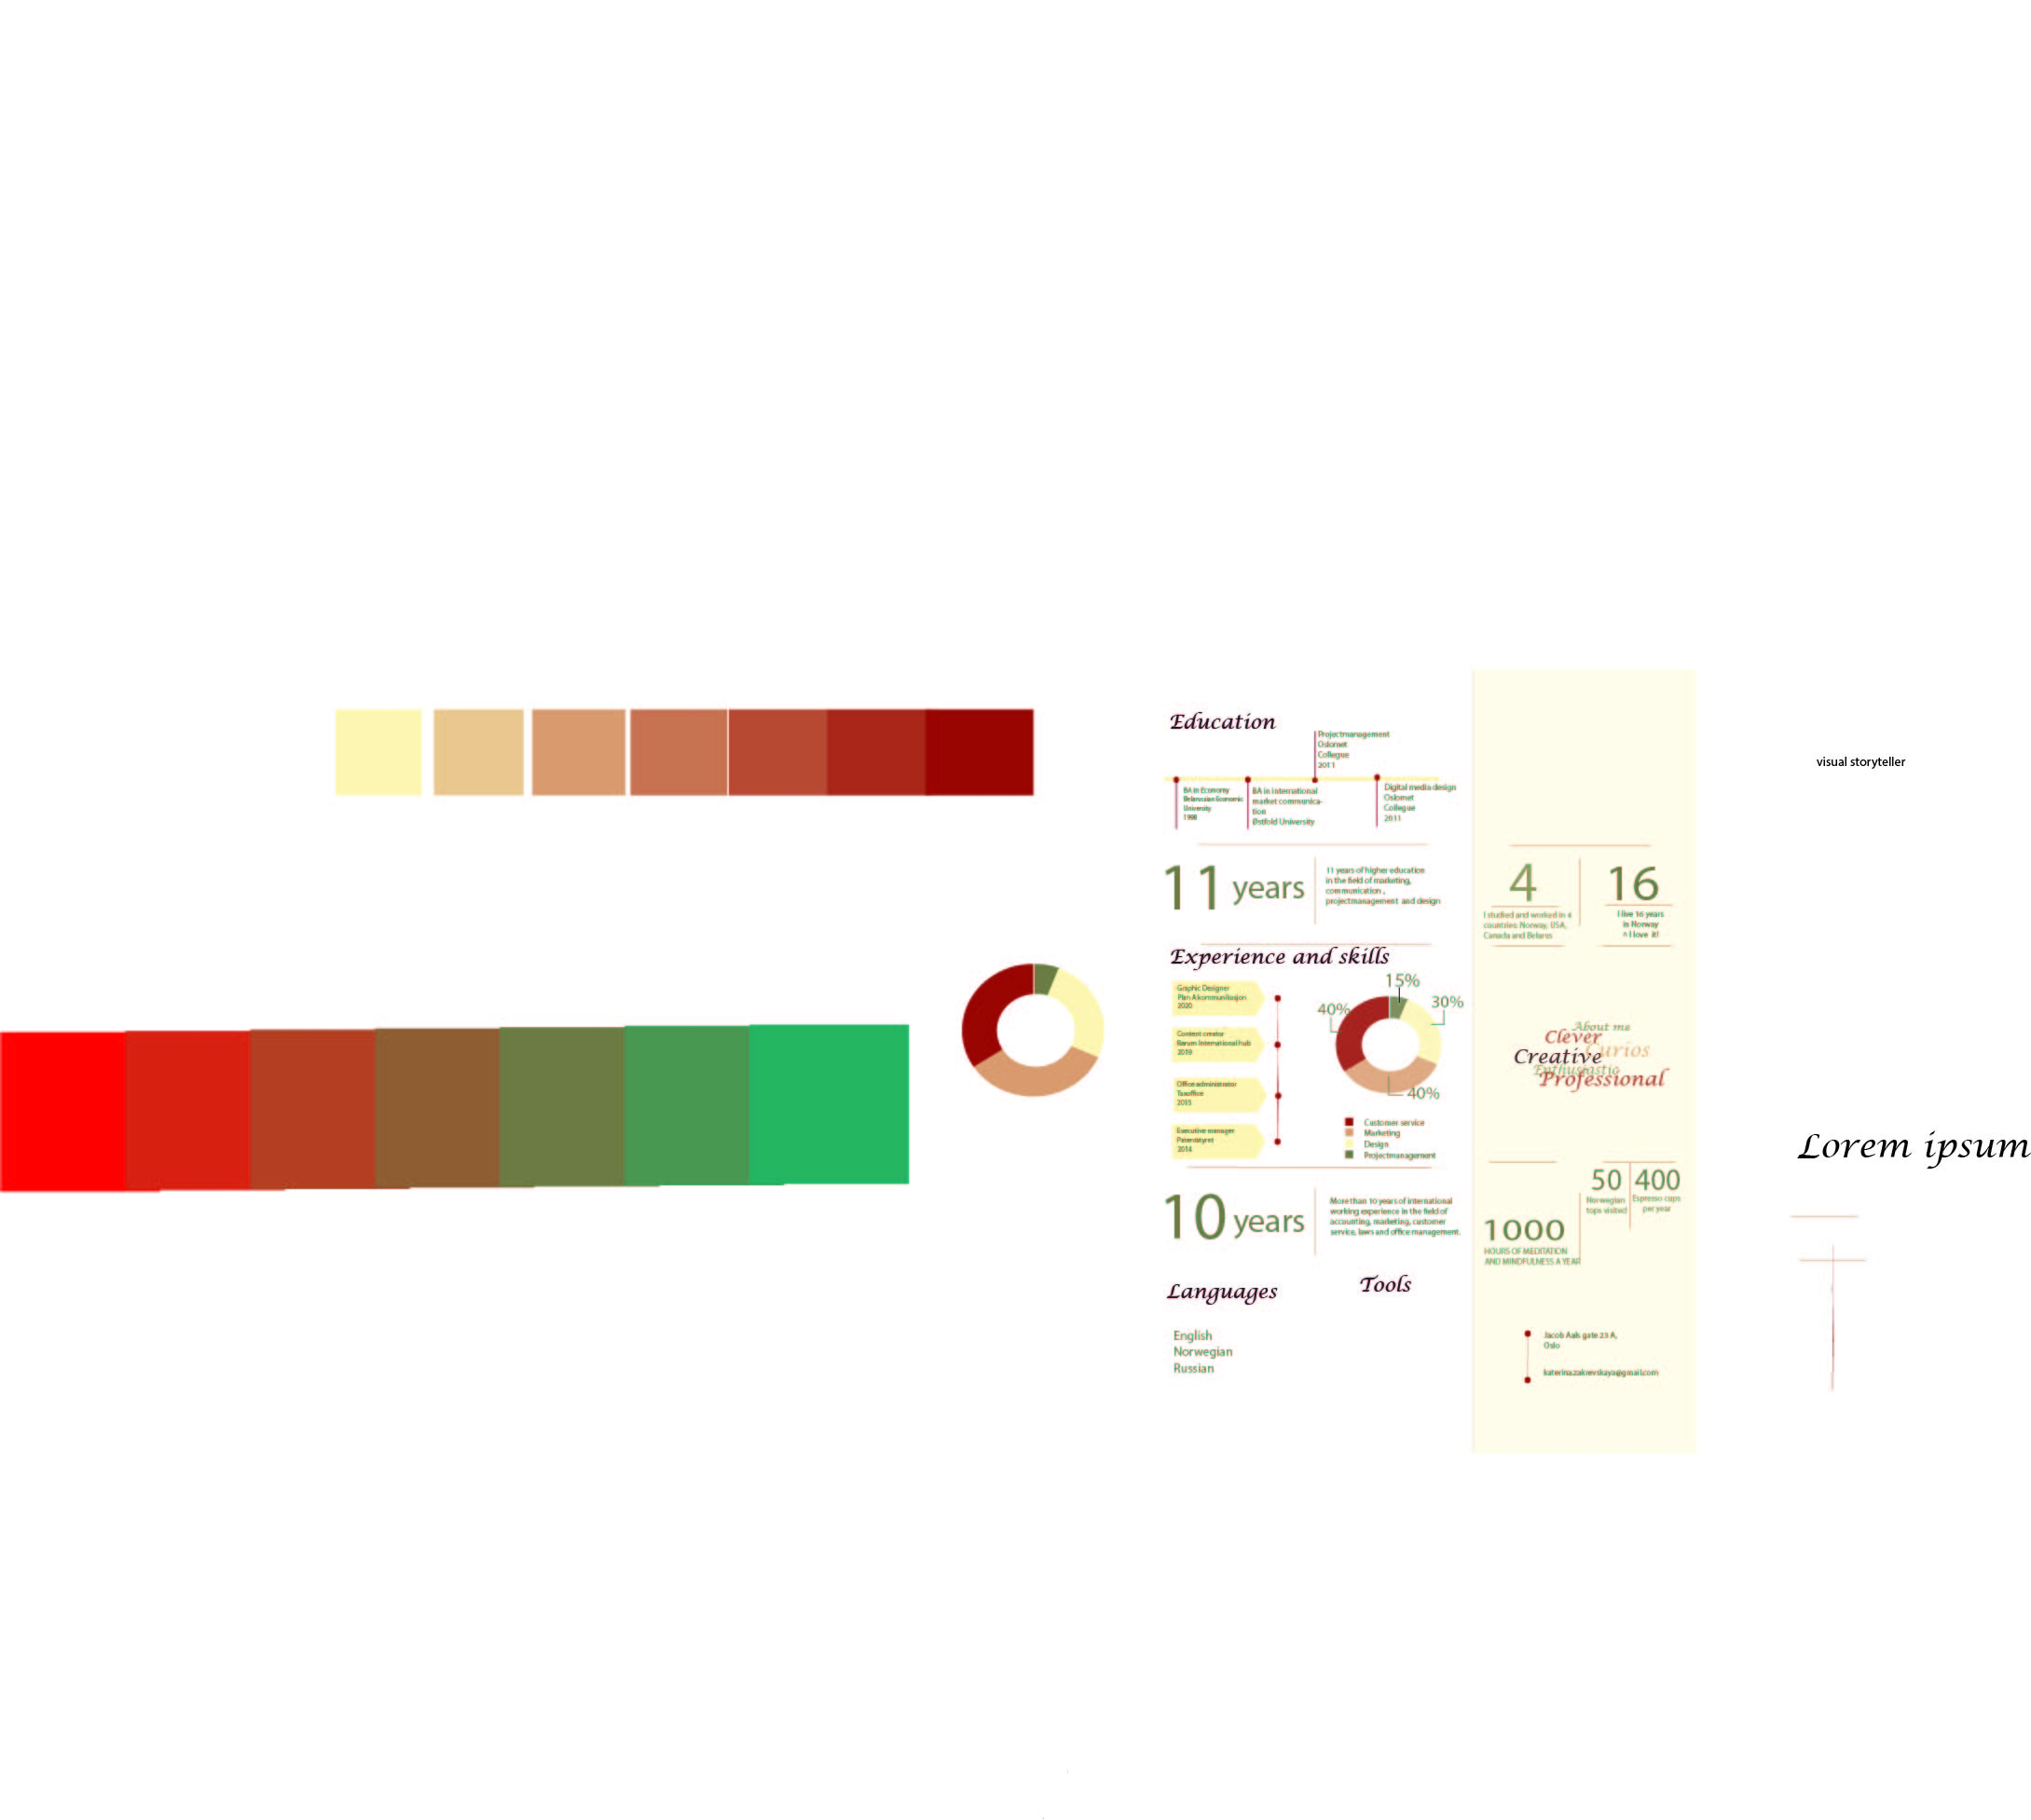 Education
Projectmanagement
Oslomet
Collegue
2011
BA in Economy
Belarusian Economic
University
1998
BA in international
market communica-
tion
Østfold University
Digital media design
Oslomet
Collegue
2011
11 years
11 years of higher education
in the field of marketing,
communication ,
projectmanagement and design
Experience and skills
Graphic Designer
Plan A kommunikasjon
2020
Content creator
Barum International hub
2019
Office administrator
Taxoffice
2015
Executive manager
Patentstyret
2014
15%
30%
40%
40%
Customer service
Marketing
Design
Projectmanagement
10 years
More than 10 years of international
working experience in the field of
accounting, marketing, customer
service, laws and office management.
Languages
English
Norwegian
Russian
Tools
4
I studied and worked in 4
countries: Norway, USA,
Canada and Belarus
16
I live 16 years
in Norway
I love it!
About me
Clever
Curios
Creative
Enthusiastic
Professional
50
Norwegian
tops visited
400
Espresso cups
per year
1000
HOURS OF MEDITATION
AND MINDFULNESS A YEAR
Jacob Aals gate 23 A,
Oslo
katerina.zakrevskaya@gmail.com
visual storyteller
Lorem ipsum